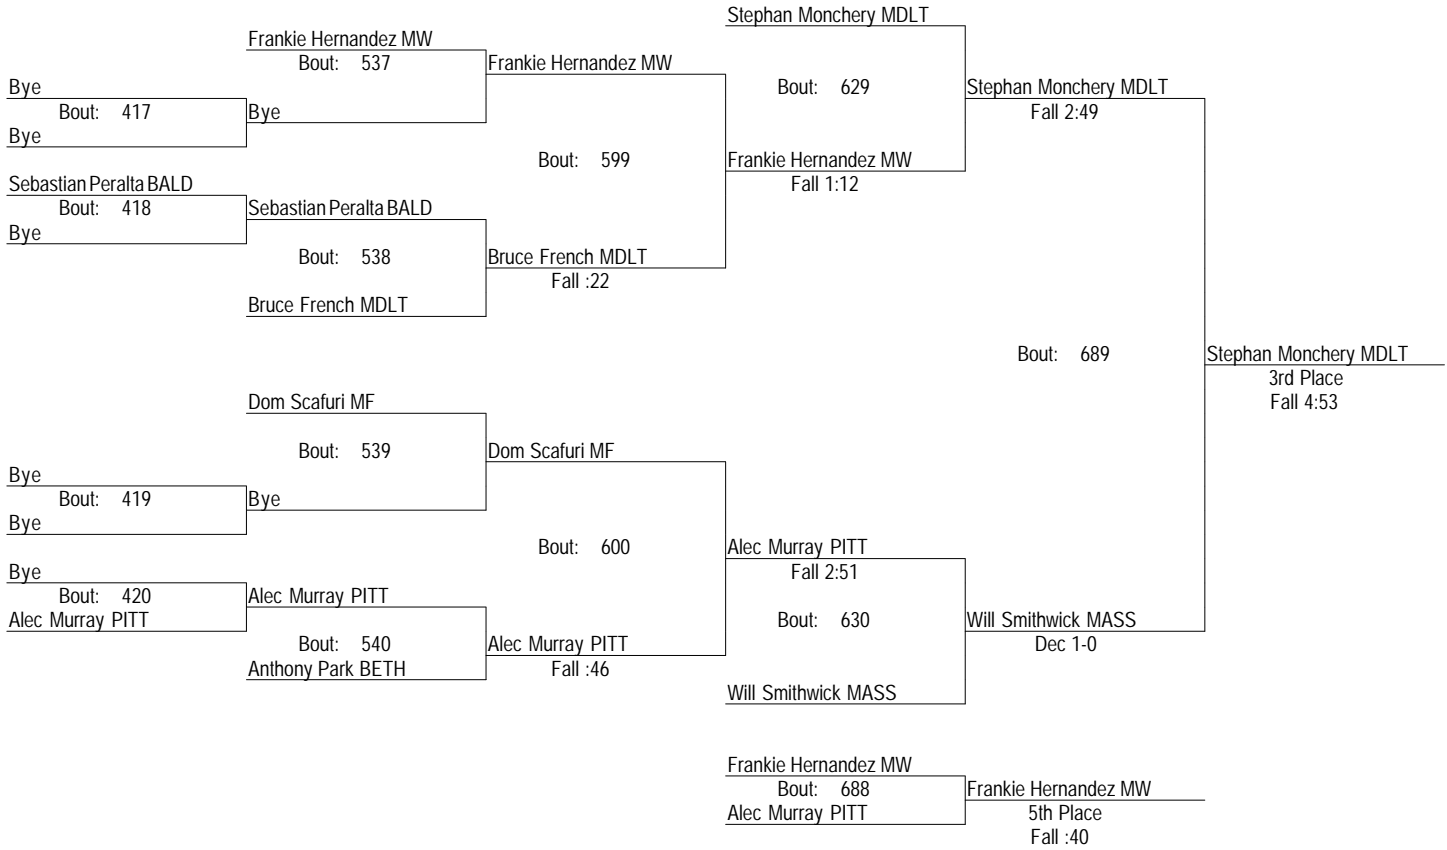 Stephan Monchery MDLT
Frankie Hernandez MW
Bout: 537
Frankie Hernandez MW
Bye
Bout: 629
Stephan Monchery MDLT
Bout: 417
Bye
Fall 2:49
Bye
Bout: 599
Frankie Hernandez MW
Sebastian Peralta BALD
Fall 1:12
Bout: 418
Sebastian Peralta BALD
Bye
Bout: 538
Bruce French MDLT
Fall :22
Bruce French MDLT
Bout: 689
Stephan Monchery MDLT
3rd Place
Dom Scafuri MF
Fall 4:53
Bout: 539
Dom Scafuri MF
Bye
Bout: 419
Bye
Bye
Bout: 600
Alec Murray PITT
Bye
Fall 2:51
Bout: 420
Alec Murray PITT
Alec Murray PITT
Bout: 630
Will Smithwick MASS
Bout: 540
Alec Murray PITT
Dec 1-0
Anthony Park BETH
Fall :46
Will Smithwick MASS
Frankie Hernandez MW
Bout: 688
Frankie Hernandez MW
Alec Murray PITT
5th Place
Fall :40